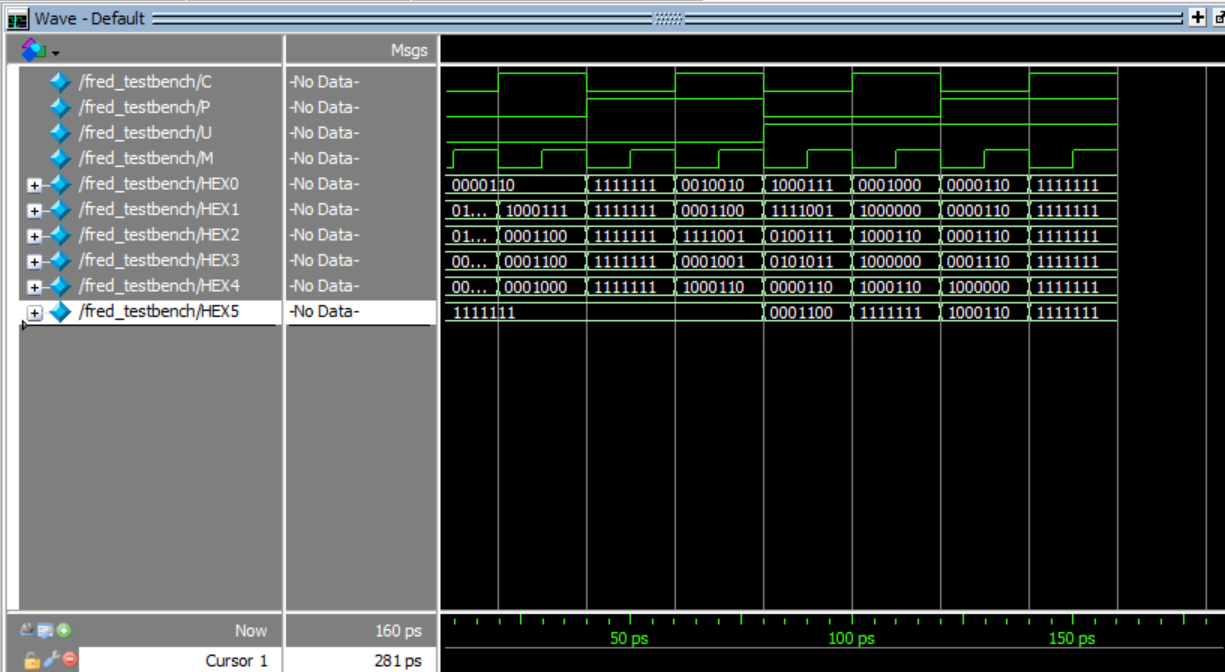 Wave - Default
Msgs
/fred_testbench/C -No Data-
/fred_testbench/P -No Data-
/fred_testbench/U -No Data-
/fred_testbench/M -No Data-
/fred_testbench/HEX0 -No Data- 0000110 1111111 0010010 1000111 0001000 0000110 1111111
/fred_testbench/HEX1 -No Data- 01... 1000111 1111111 0001100 1111001 1000000 0000110 1111111
/fred_testbench/HEX2 -No Data- 01... 0001100 1111111 1111001 0100111 1000110 0001110 1111111
/fred_testbench/HEX3 -No Data- 00... 0001100 1111111 0001001 0101011 1000000 0001110 1111111
/fred_testbench/HEX4 -No Data- 00... 0001000 1111111 1000110 0000110 1000110 1000000 1111111
/fred_testbench/HEX5 -No Data- 1111111 0001100 1111111 1000110 1111111
Now 160 ps 50 ps 100 ps 150 ps
Cursor 1 281 ps